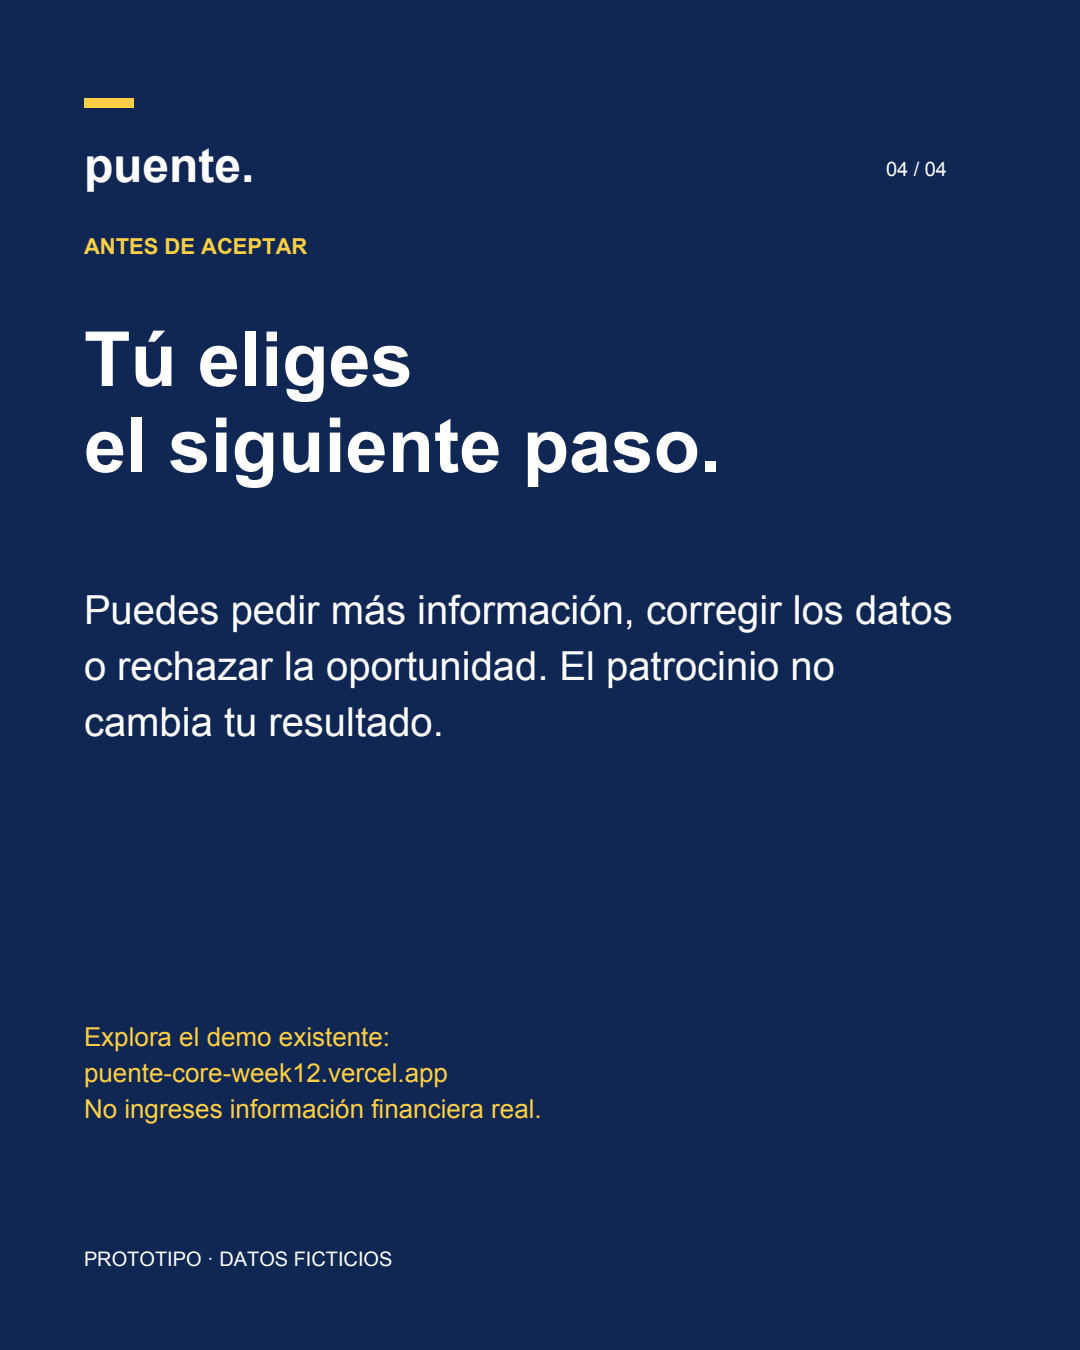 puente.
04 / 04
ANTES DE ACEPTAR
Tú eliges
el siguiente paso.
Puedes pedir más información, corregir los datos
o rechazar la oportunidad. El patrocinio no
cambia tu resultado.
Explora el demo existente:
puente-core-week12.vercel.app
No ingreses información financiera real.
PROTOTIPO · DATOS FICTICIOS